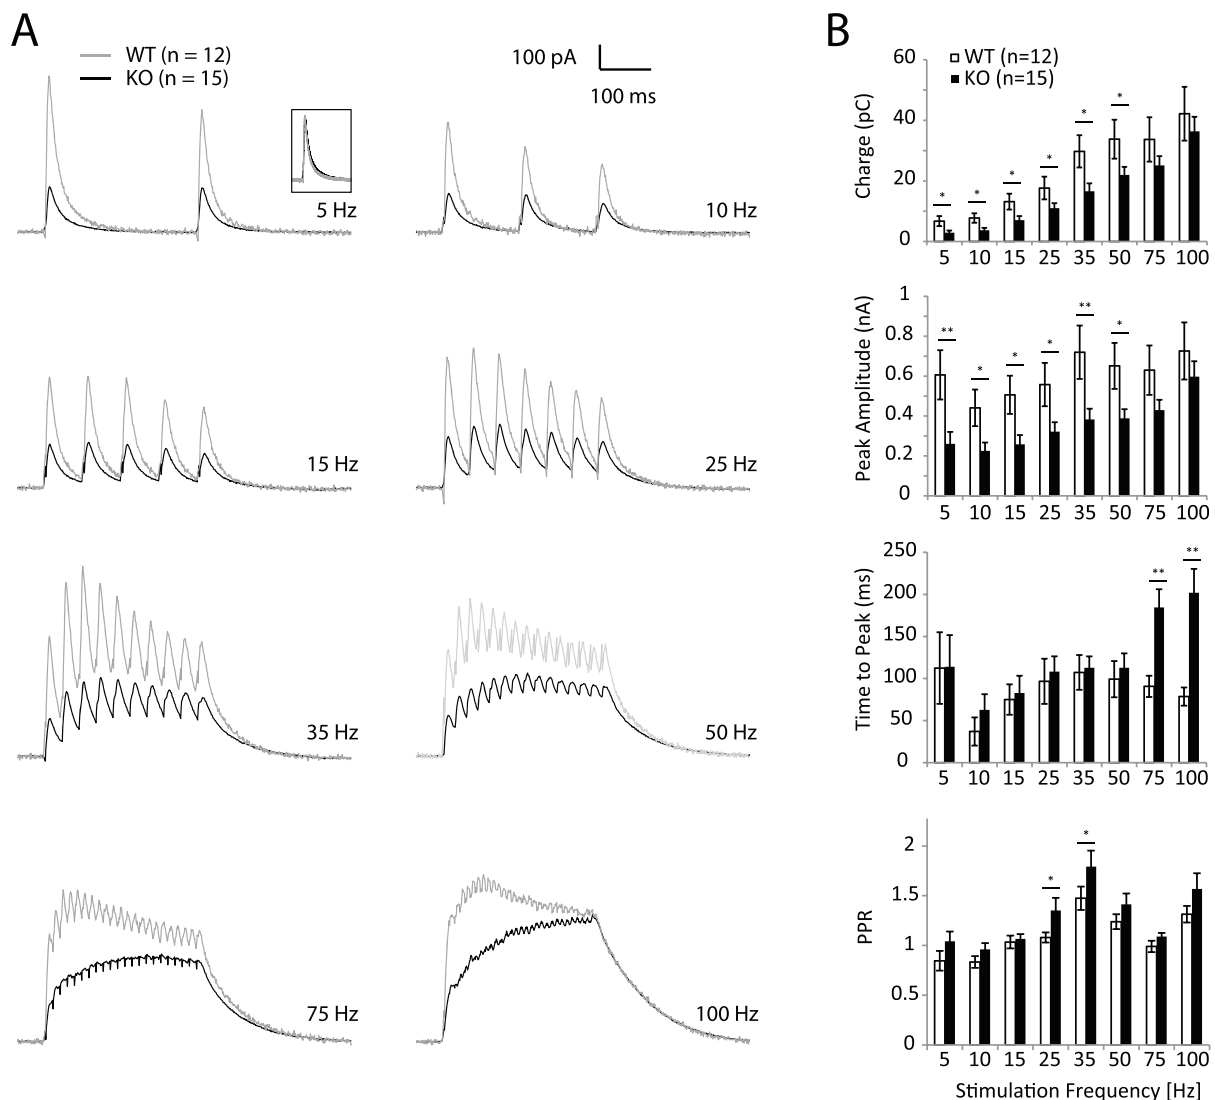 A
WT (n = 12)
KO (n = 15)
100 pA
100 ms
5 Hz
10 Hz
15 Hz
25 Hz
35 Hz
50 Hz
75 Hz
100 Hz
B
WT (n=12)
KO (n=15)
Charge (pC)
60
40
20
0
* * * * * *
5 10 15 25 35 50 75 100
Peak Amplitude (nA)
1
0.8
0.6
0.4
0.2
0
** * * * ** *
5 10 15 25 35 50 75 100
Time to Peak (ms)
250
200
150
100
50
0
** **
5 10 15 25 35 50 75 100
PPR
2
1.5
1
0.5
0
* *
5 10 15 25 35 50 75 100
Stimulation Frequency [Hz]